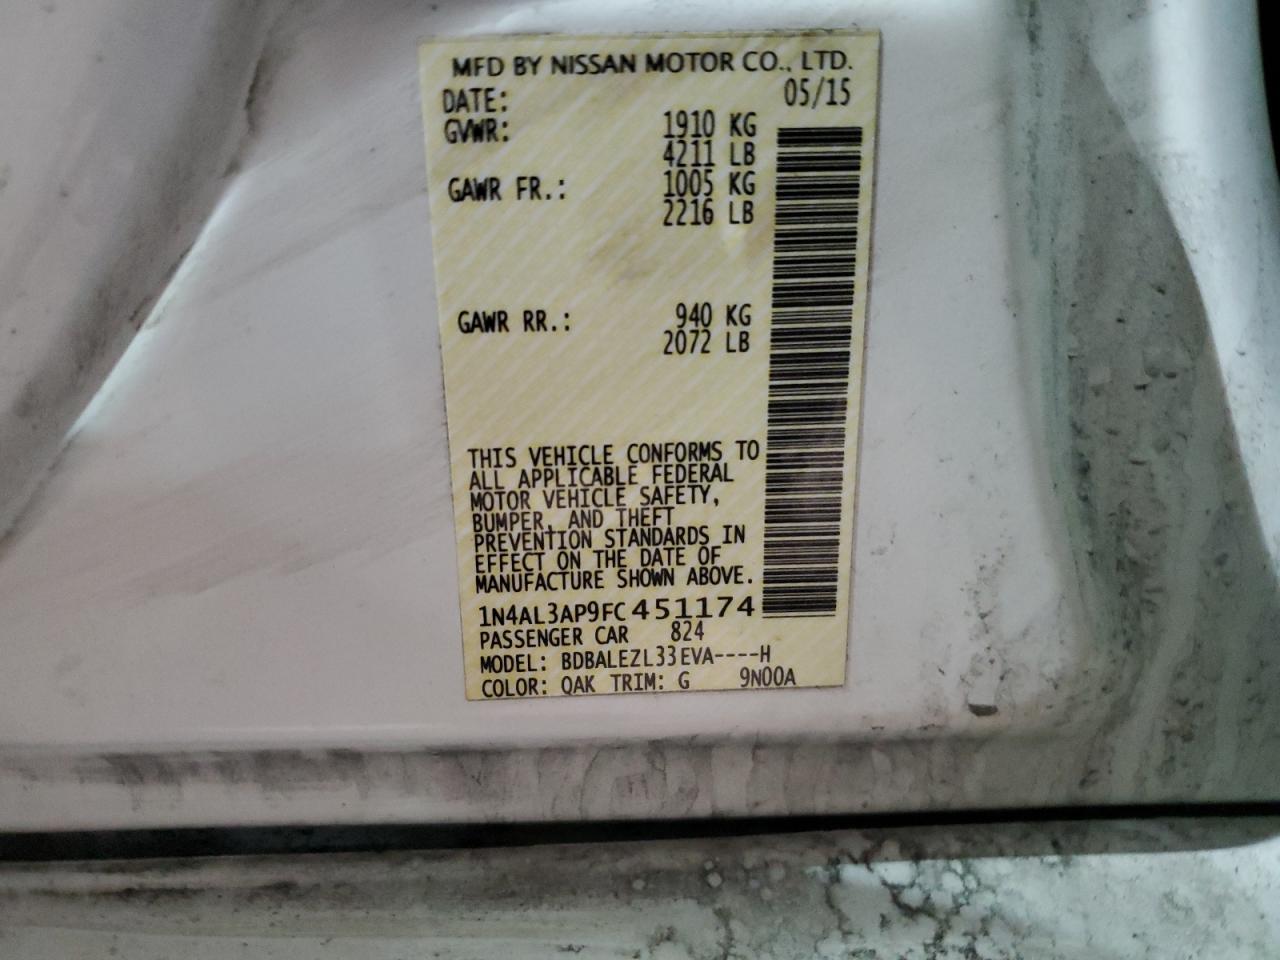 MFD BY NISSAN MOTOR CO., LTD.
DATE: 05/15
GVWR: 1910 KG
4211 LB
GAWR FR.: 1005 KG
2216 LB
GAWR RR.: 940 KG
2072 LB
THIS VEHICLE CONFORMS TO
ALL APPLICABLE FEDERAL
MOTOR VEHICLE SAFETY,
BUMPER, AND THEFT
PREVENTION STANDARDS IN
EFFECT ON THE DATE OF
MANUFACTURE SHOWN ABOVE.
1N4AL3AP9FC451174
PASSENGER CAR 824
MODEL: BDBALEZL33EVA----H
COLOR: QAK TRIM: G 9N00A